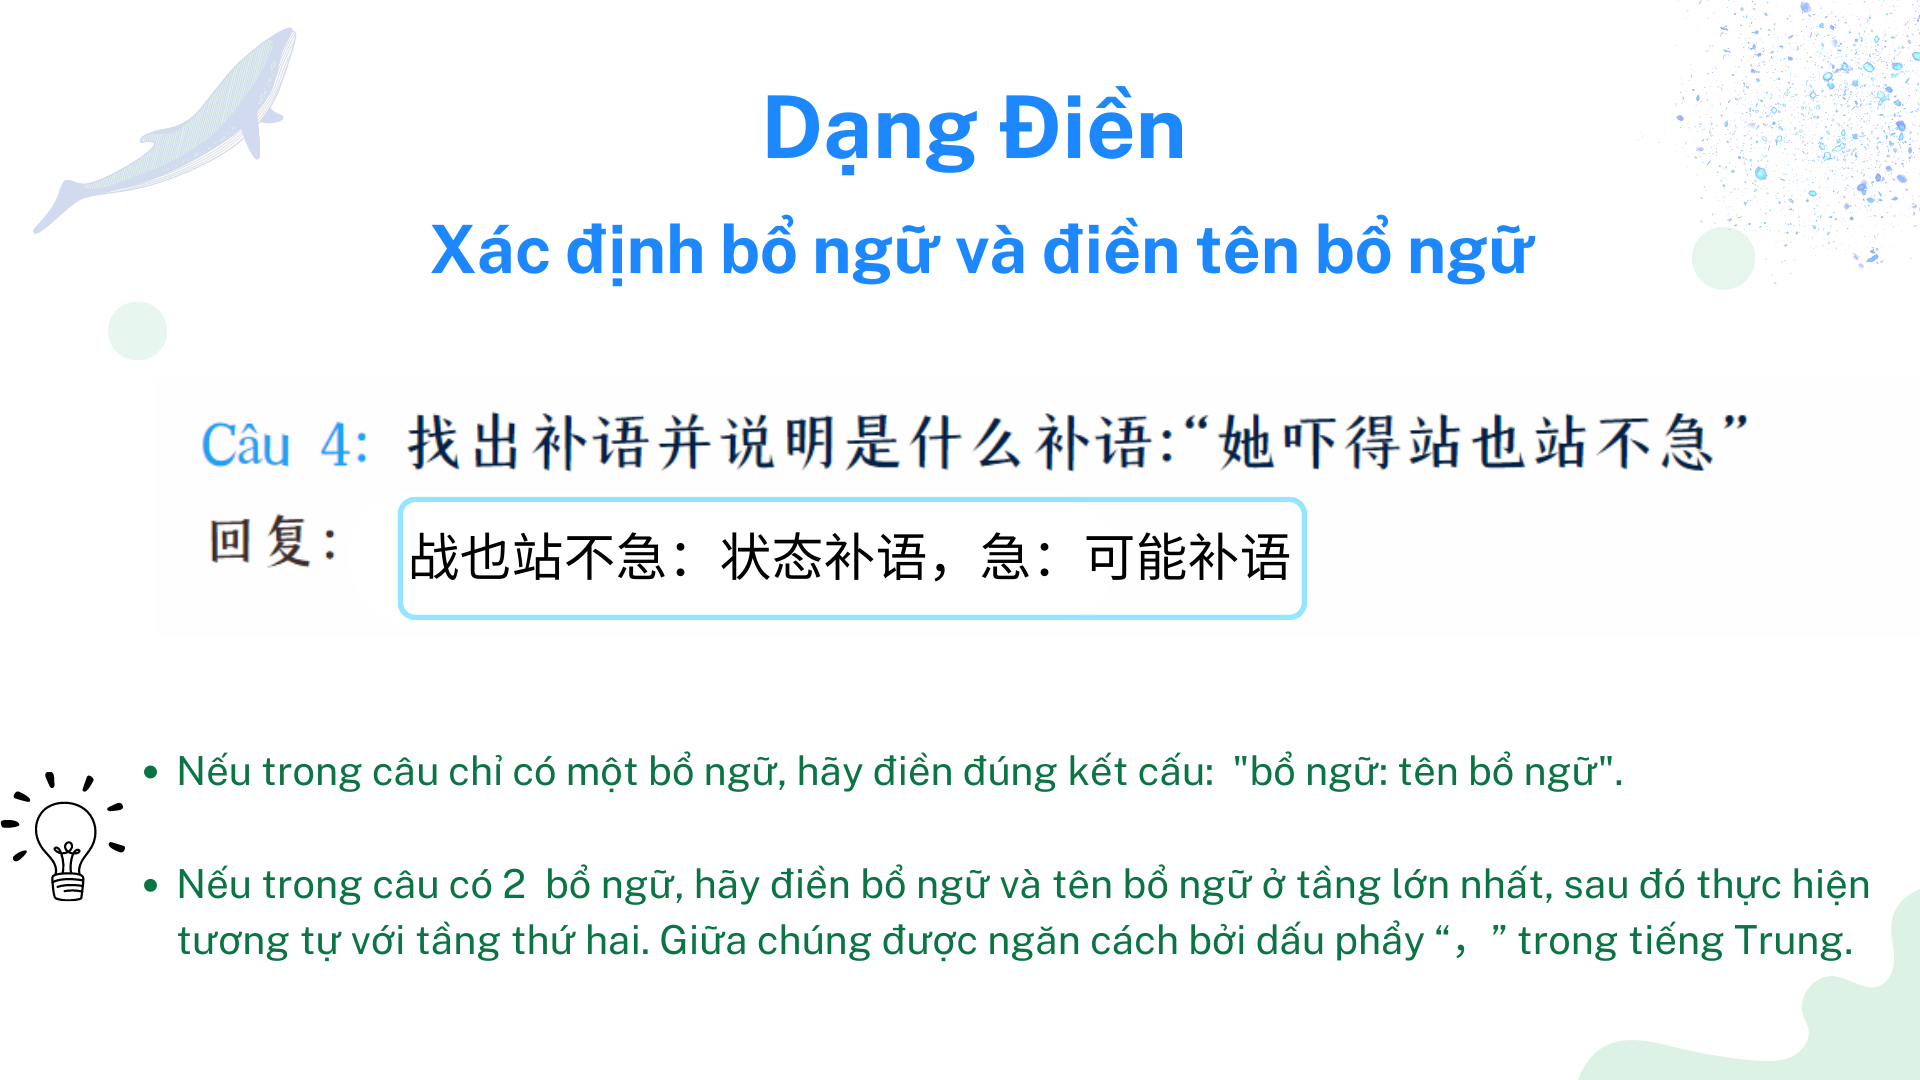 Dạng Điền
Xác định bổ ngữ và điền tên bổ ngữ
Câu 4: 找出补语并说明是什么补语:“她吓得站也站不急”
回复:
战也站不急：状态补语，急：可能补语
• Nếu trong câu chỉ có một bổ ngữ, hãy điền đúng kết cấu: "bổ ngữ: tên bổ ngữ".
• Nếu trong câu có 2 bổ ngữ, hãy điền bổ ngữ và tên bổ ngữ ở tầng lớn nhất, sau đó thực hiện
tương tự với tầng thứ hai. Giữa chúng được ngăn cách bởi dấu phẩy “，” trong tiếng Trung.